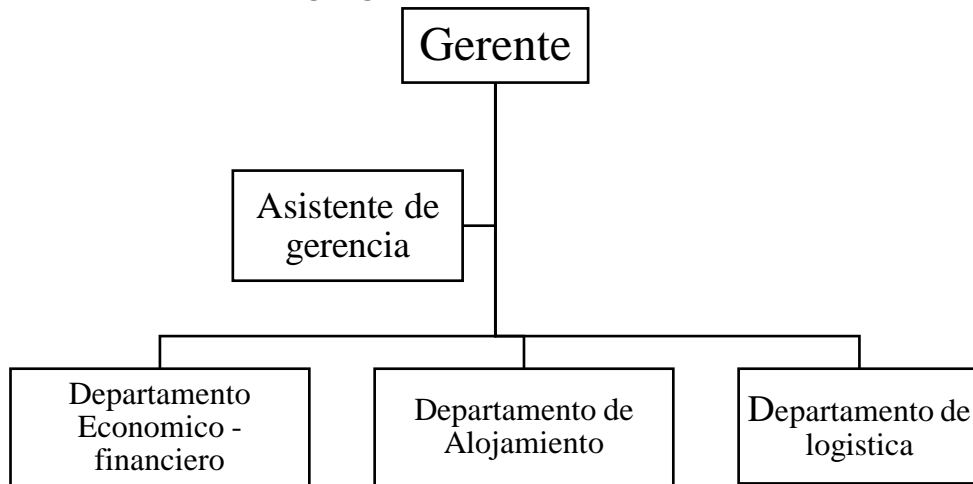 Gerente
Asistente de
gerencia
Departamento
Economico -
financiero
Departamento de
Alojamiento
Departamento de
logistica